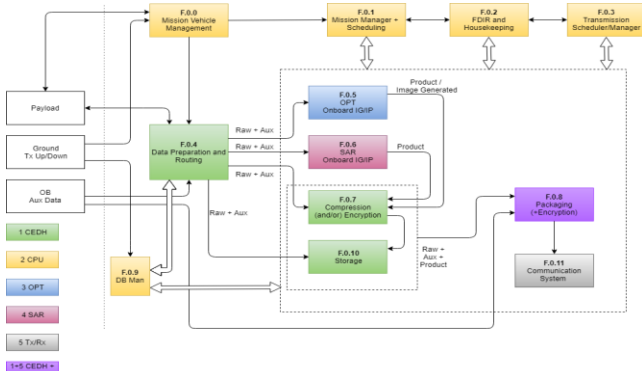 F.0.0
Mission Vehicle
Management
F.0.1
Mission Manager +
Scheduling
F.0.2
FDIR and
Housekeeping
F.0.3
Transmission
Scheduler/Manager
Payload
Ground
Tx Up/Down
OB
Aux Data
F.0.4
Data Preparation and
Routing
Raw + Aux
Raw + Aux
Raw + Aux
Raw + Aux
F.0.5
OPT
Onboard IG/IP
Product /
Image Generated
F.0.6
SAR
Onboard IG/IP
Product
F.0.7
Compression
(and/or) Encryption
F.0.10
Storage
Raw +
Aux +
Product
F.0.8
Packaging
(+Encryption)
F.0.11
Communication
System
F.0.9
DB Man
1 CEDH
2 CPU
3 OPT
4 SAR
5 Tx/Rx
1+5 CEDH +